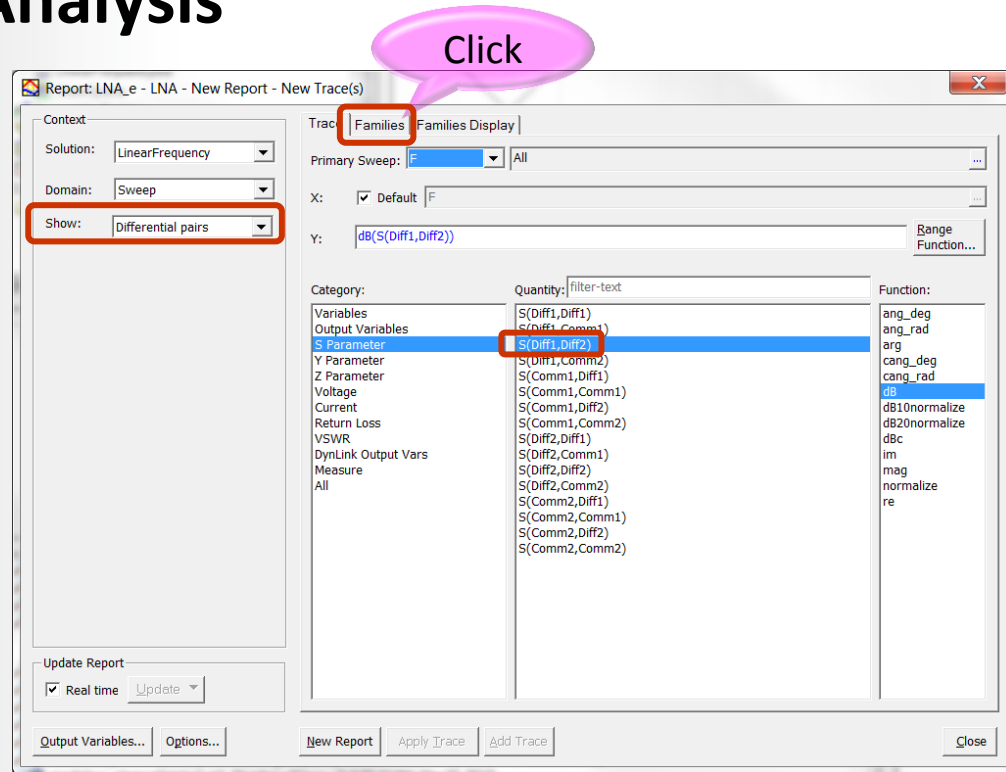 Analysis
Click
Report: LNA_e - LNA - New Report - New Trace(s)
Context
Solution: LinearFrequency
Domain: Sweep
Show: Differential pairs
Trace Families Families Display
Primary Sweep: F All ...
X: Default F ...
Y: dB(S(Diff1,Diff2)) Range Function...
Category:
Variables
Output Variables
S Parameter
Y Parameter
Z Parameter
Voltage
Current
Return Loss
VSWR
DynLink Output Vars
Measure
All
Quantity: filter-text
S(Diff1,Diff1)
S(Diff1,Comm1)
S(Diff1,Diff2)
S(Diff1,Comm2)
S(Comm1,Diff1)
S(Comm1,Comm1)
S(Comm1,Diff2)
S(Comm1,Comm2)
S(Diff2,Diff1)
S(Diff2,Comm1)
S(Diff2,Diff2)
S(Diff2,Comm2)
S(Comm2,Diff1)
S(Comm2,Comm1)
S(Comm2,Diff2)
S(Comm2,Comm2)
Function:
ang_deg
ang_rad
arg
cang_deg
cang_rad
dB
dB10normalize
dB20normalize
dBc
im
mag
normalize
re
Update Report
Real time Update
Output Variables... Options... New Report Apply Trace Add Trace Close